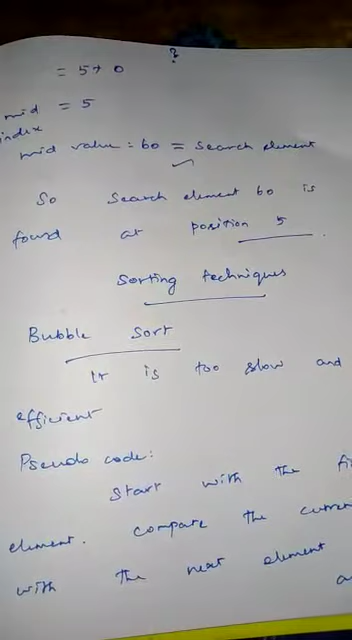 ?
= 5+0
mid = 5
index
mid value : 60 = search element
So search element 60 is
found at position 5.
Sorting techniques
Bubble Sort
It is too slow and
efficient
Pseudo code:
Start with the
element. compare the curren
with the next element